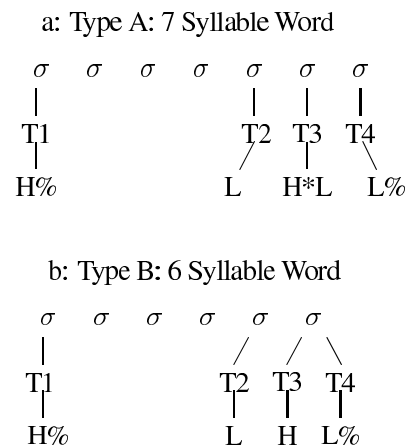 a: Type A: 7 Syllable Word
σ σ σ σ σ σ σ
T1 T2 T3 T4
H% L H*L L%
b: Type B: 6 Syllable Word
σ σ σ σ σ σ
T1 T2 T3 T4
H% L H L%